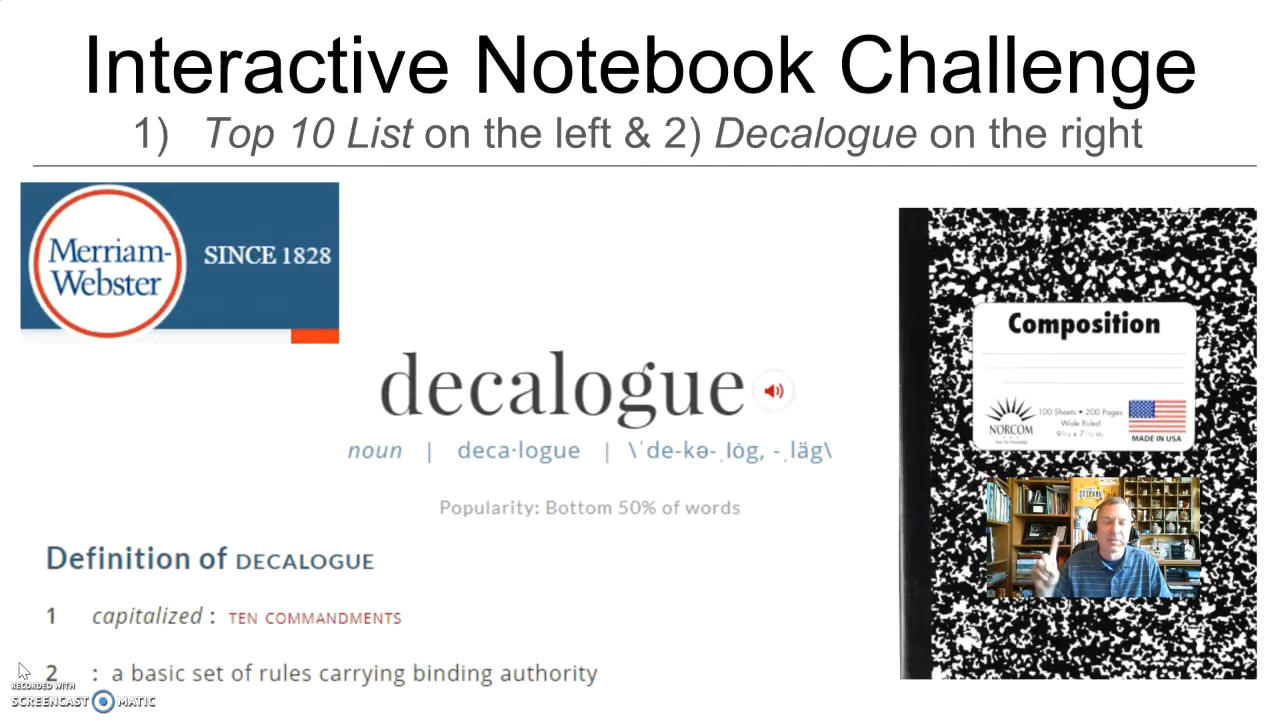 Interactive Notebook Challenge
1) Top 10 List on the left & 2) Decalogue on the right
Merriam-
Webster
SINCE 1828
decalogue
noun | deca·logue | \ˈde-kə-ˌlȯg, -ˌläg\
Popularity: Bottom 50% of words
Definition of DECALOGUE
1 capitalized : TEN COMMANDMENTS
2 : a basic set of rules carrying binding authority
Composition
100 Sheets • 200 Pages
Wide Ruled
NORCOM
MADE IN USA
RECORDED WITH
SCREENCAST MATIC